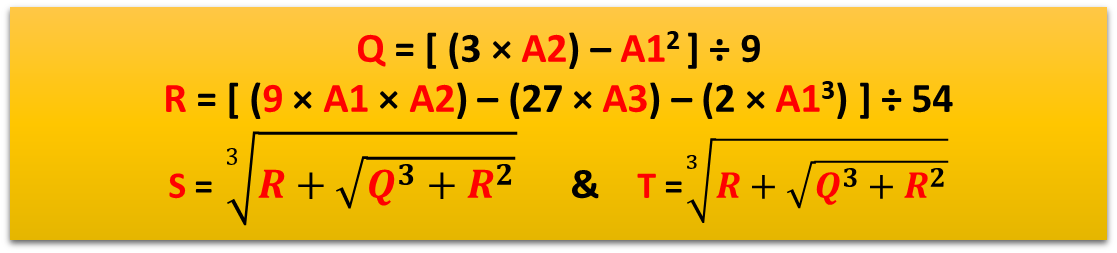 Q = [ (3 × A2) – A1² ] ÷ 9
R = [ (9 × A1 × A2) – (27 × A3) – (2 × A1³) ] ÷ 54
S = ∛(R + √(Q³ + R²)) & T = ∛(R + √(Q³ + R²))